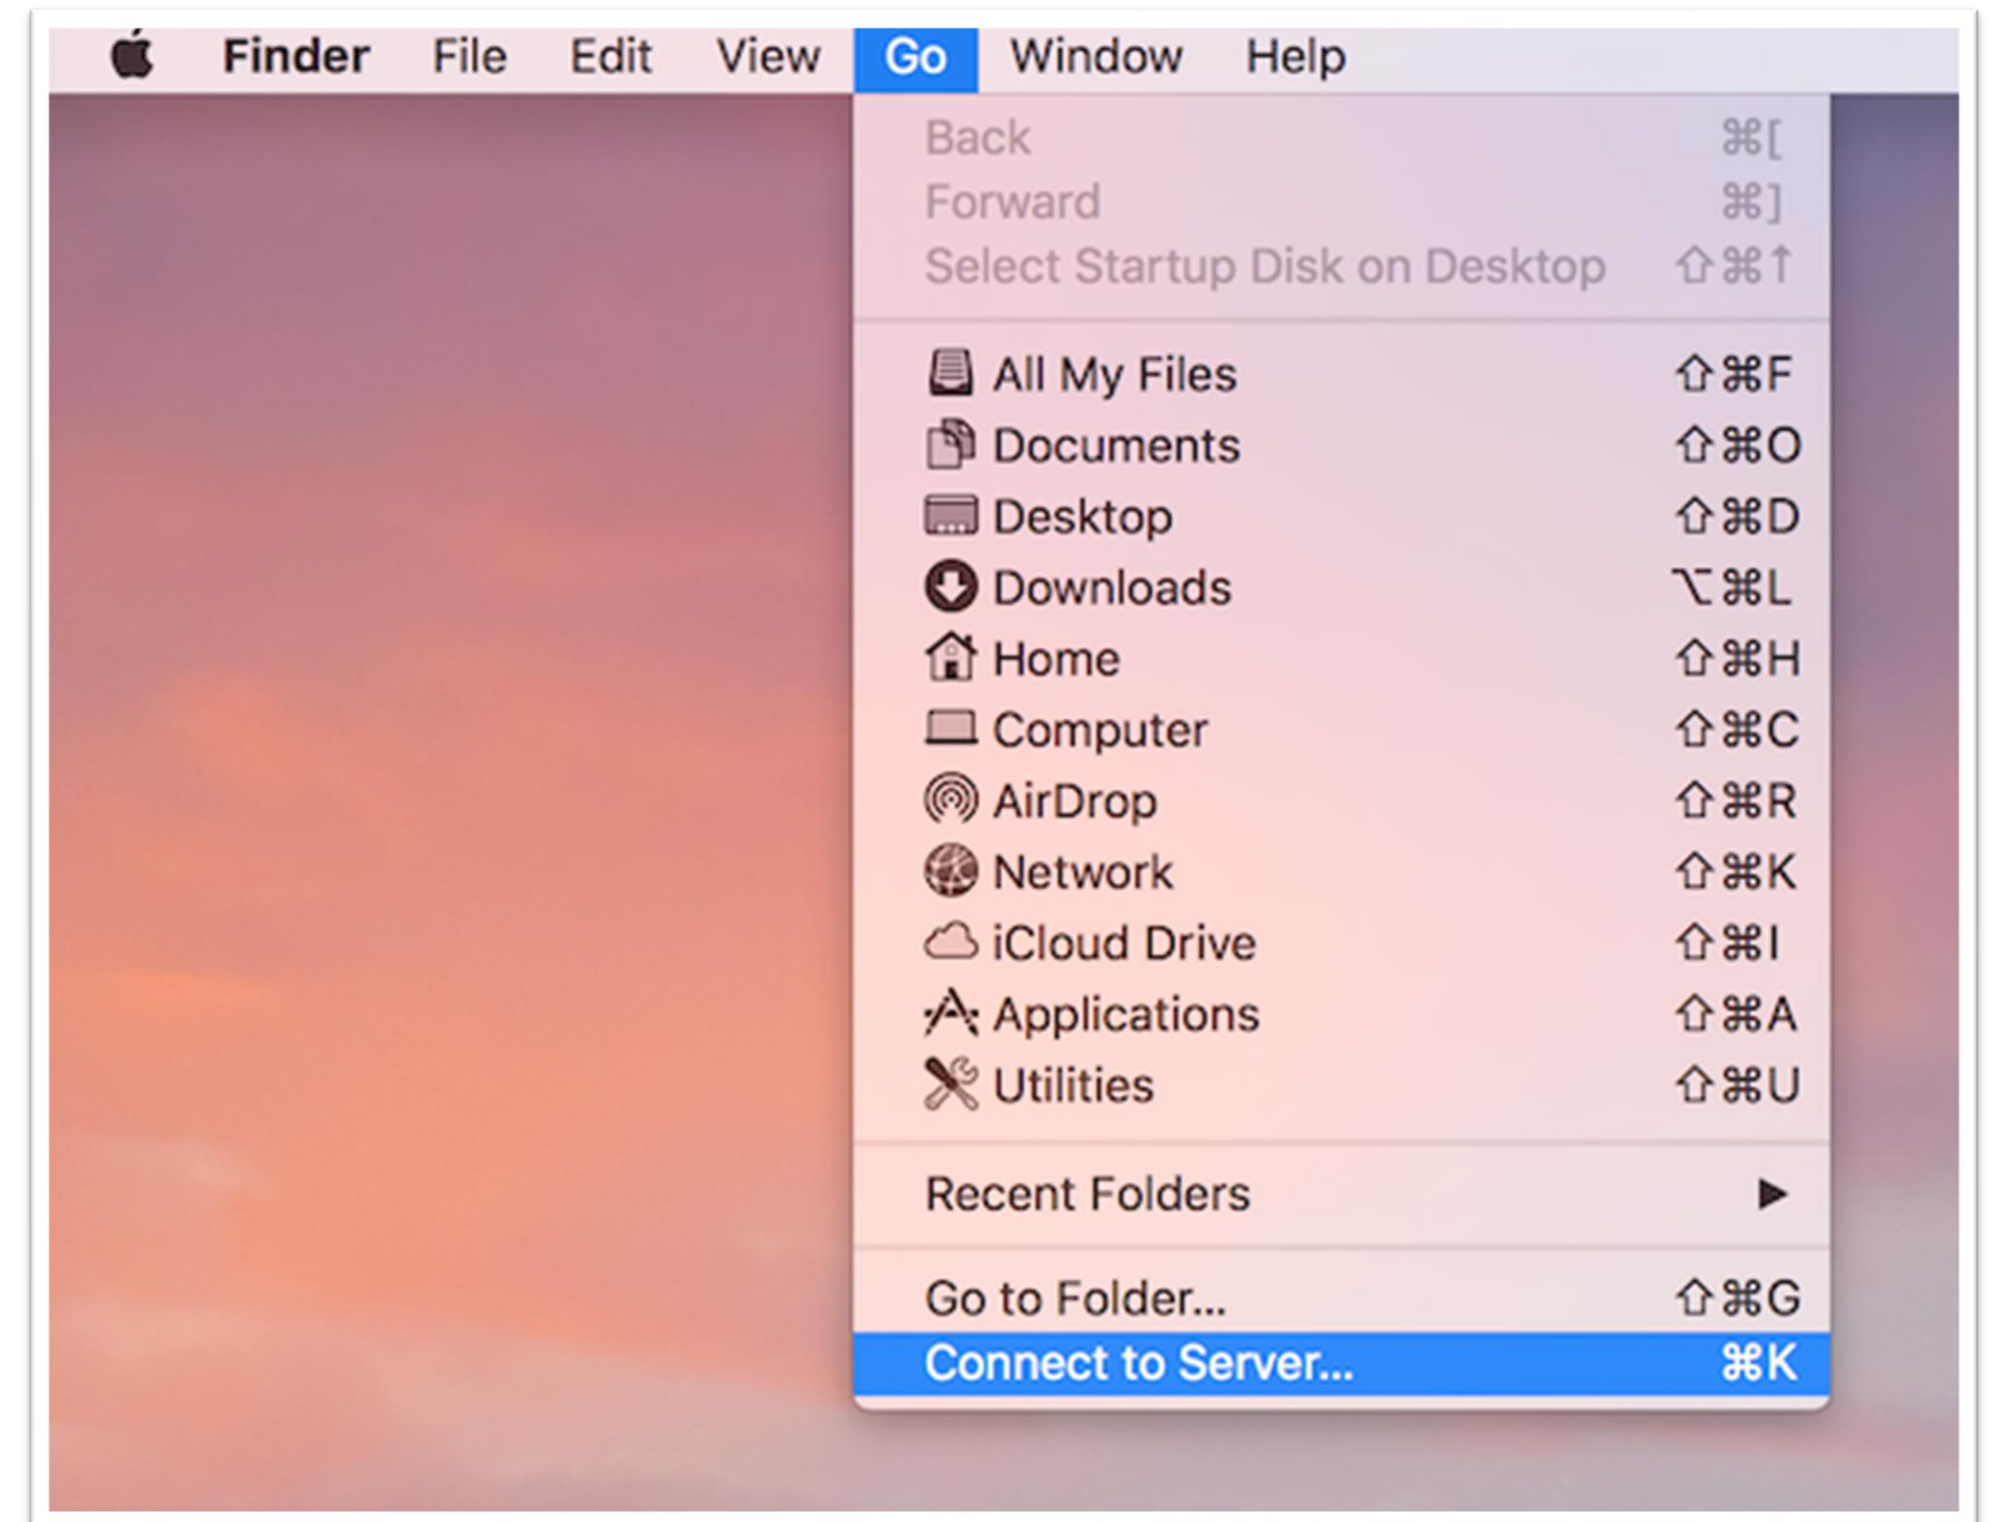 Finder File Edit View Go Window Help
Back ⌘[
Forward ⌘]
Select Startup Disk on Desktop ⇧⌘↑
All My Files ⇧⌘F
Documents ⇧⌘O
Desktop ⇧⌘D
Downloads ⌥⌘L
Home ⇧⌘H
Computer ⇧⌘C
AirDrop ⇧⌘R
Network ⇧⌘K
iCloud Drive ⇧⌘I
Applications ⇧⌘A
Utilities ⇧⌘U
Recent Folders ▶
Go to Folder... ⇧⌘G
Connect to Server... ⌘K